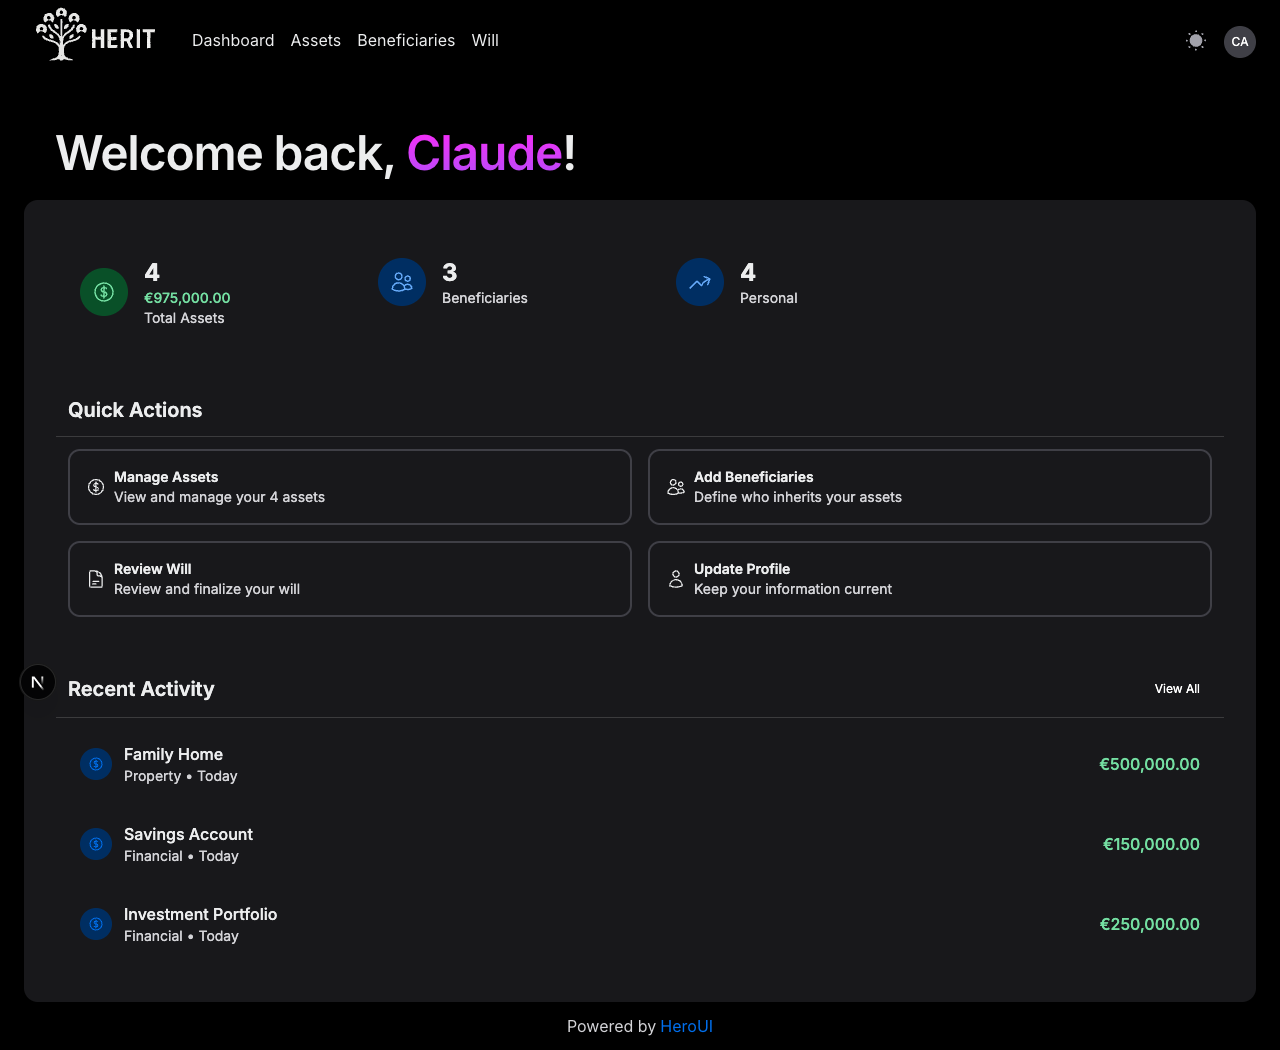 HERIT
Dashboard Assets Beneficiaries Will
CA
Welcome back, Claude!
4
€975,000.00
Total Assets
3
Beneficiaries
4
Personal
Quick Actions
Manage Assets
View and manage your 4 assets
Add Beneficiaries
Define who inherits your assets
Review Will
Review and finalize your will
Update Profile
Keep your information current
N
Recent Activity
View All
Family Home
Property • Today
€500,000.00
Savings Account
Financial • Today
€150,000.00
Investment Portfolio
Financial • Today
€250,000.00
Powered by HeroUI